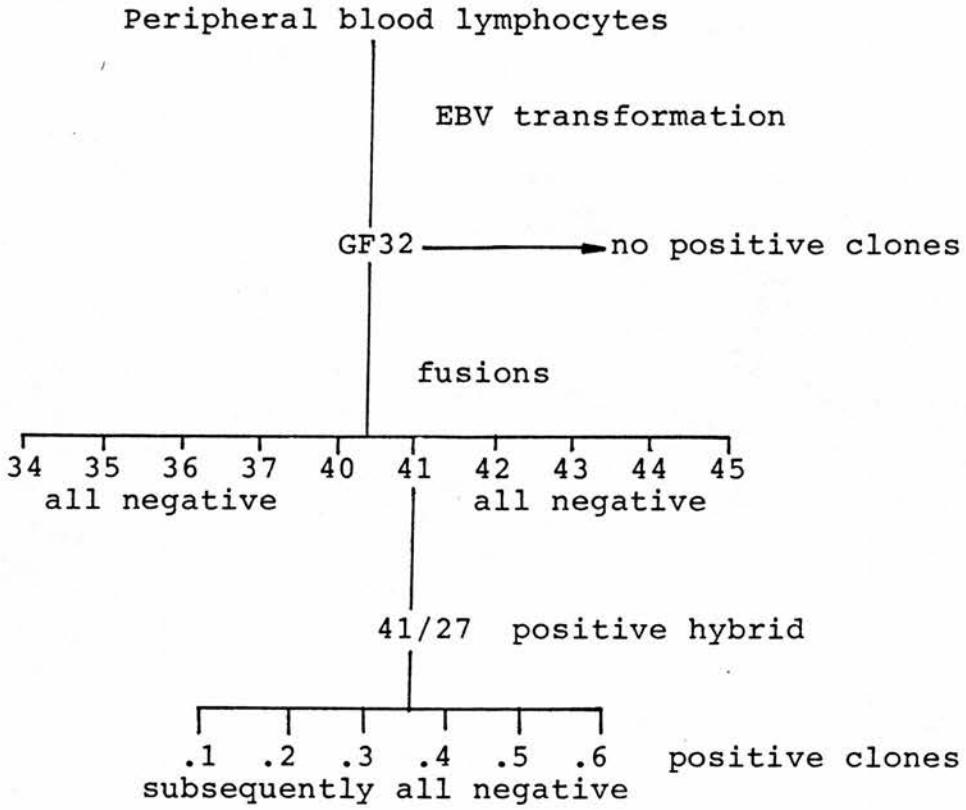 Peripheral blood lymphocytes
EBV transformation
GF32 no positive clones
fusions
34 35 36 37 40 41 42 43 44 45
all negative all negative
41/27 positive hybrid
.1 .2 .3 .4 .5 .6 positive clones
subsequently all negative